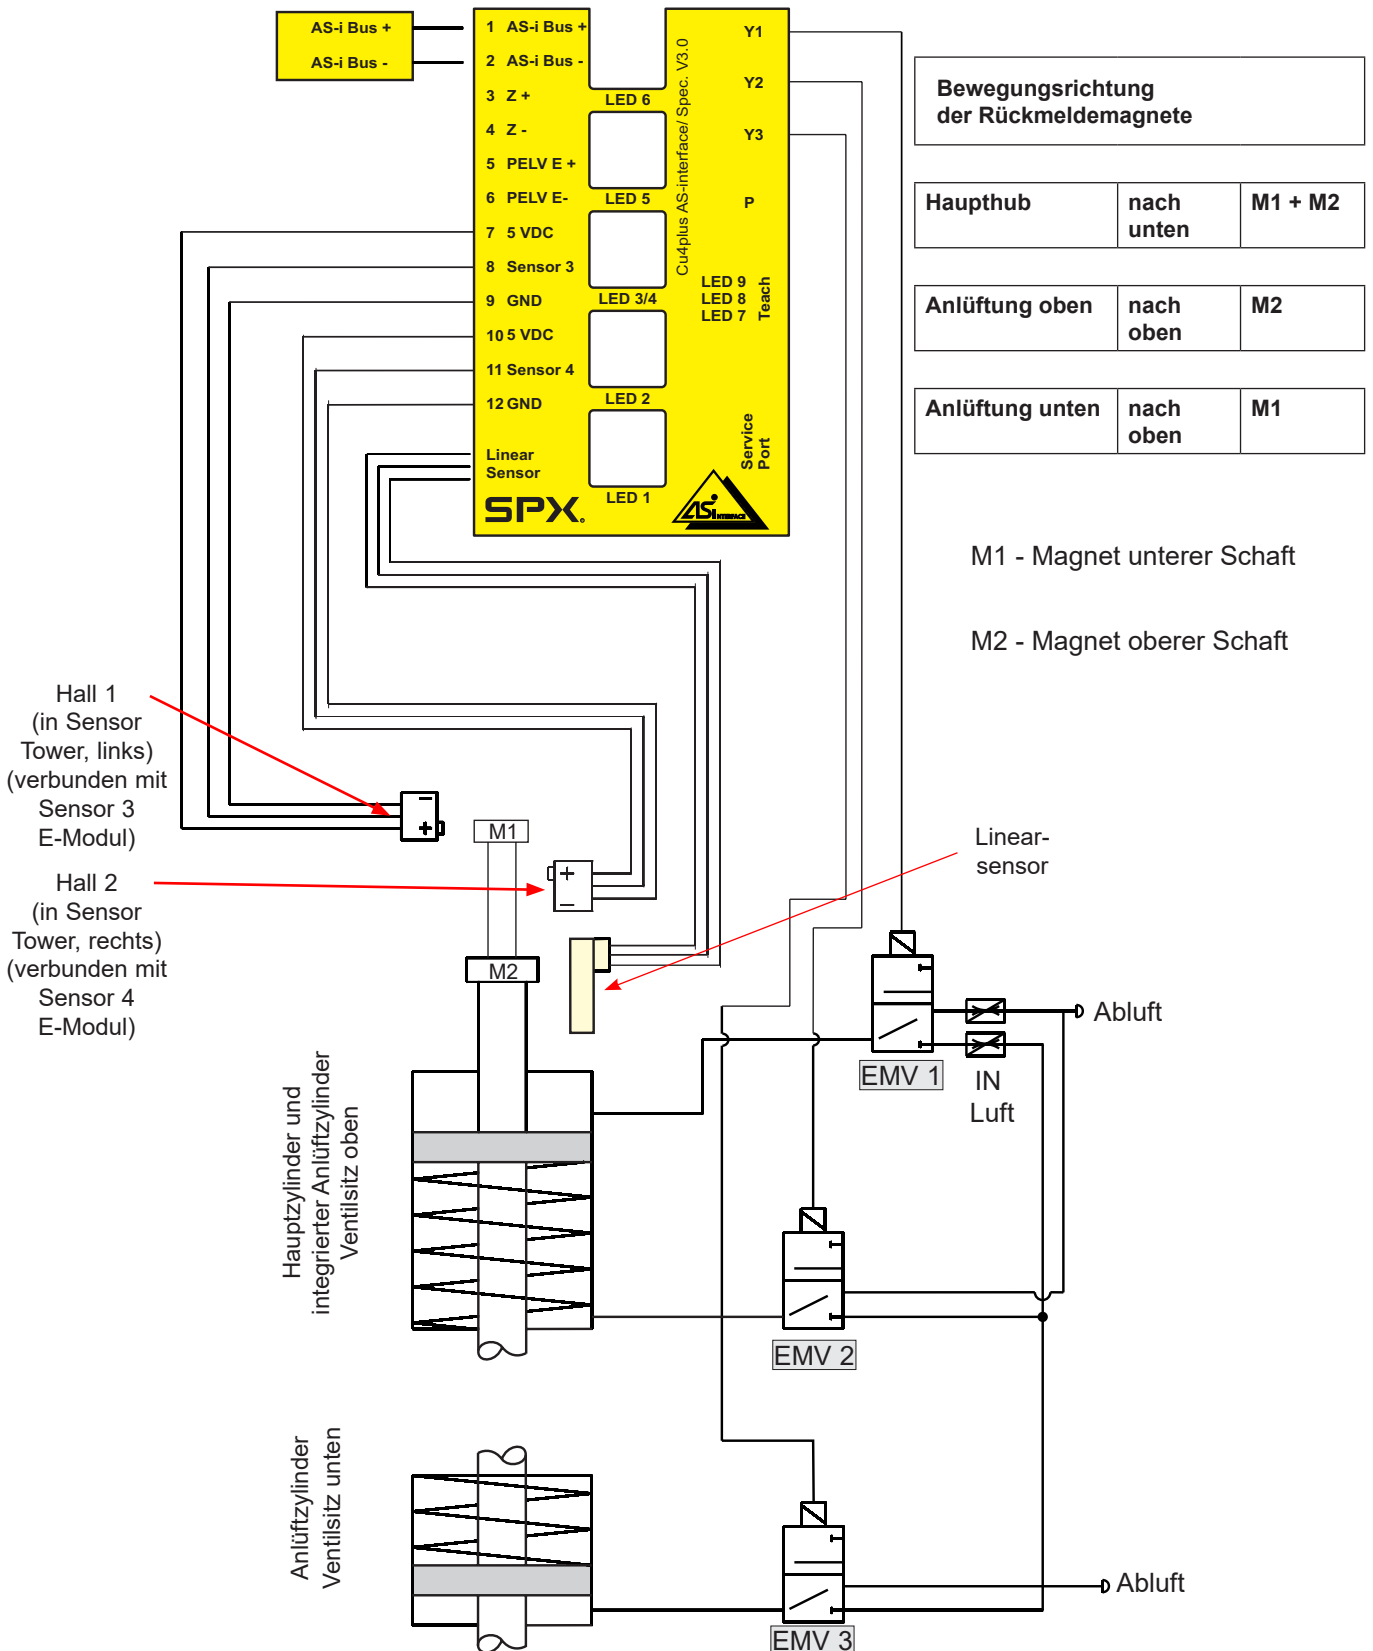 AS-i Bus +
AS-i Bus -
1 AS-i Bus +
2 AS-i Bus -
3 Z +
4 Z -
5 PELV E +
6 PELV E-
7 5 VDC
8 Sensor 3
9 GND
10 5 VDC
11 Sensor 4
12 GND
Linear
Sensor
SPX®
LED 6
LED 5
LED 3/4
LED 2
LED 1
Cu4plus AS-interface/ Spec. V3.0
Y1
Y2
Y3
P
LED 9
LED 8
LED 7
Teach
Service
Port
ASi INTERFACE
Bewegungsrichtung
der Rückmeldemagnete
Haupthub nach unten M1 + M2
Anlüftung oben nach oben M2
Anlüftung unten nach oben M1
M1 - Magnet unterer Schaft
M2 - Magnet oberer Schaft
Hall 1
(in Sensor
Tower, links)
(verbunden mit
Sensor 3
E-Modul)
Hall 2
(in Sensor
Tower, rechts)
(verbunden mit
Sensor 4
E-Modul)
–
+
M1
+
–
M2
Linear-
sensor
Abluft
EMV 1
IN
Luft
Hauptzylinder und
integrierter Anlüftzylinder
Ventilsitz oben
EMV 2
Anlüftzylinder
Ventilsitz unten
Abluft
EMV 3